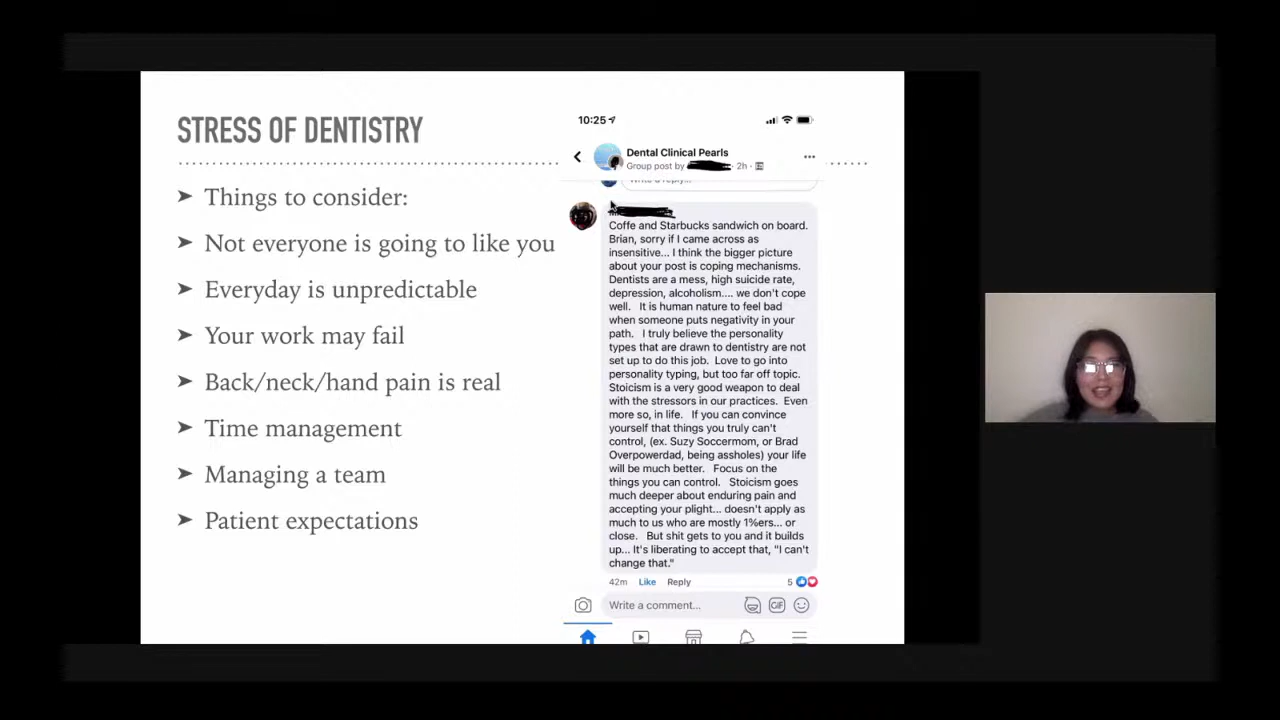 STRESS OF DENTISTRY
➤ Things to consider:
➤ Not everyone is going to like you
➤ Everyday is unpredictable
➤ Your work may fail
➤ Back/neck/hand pain is real
➤ Time management
➤ Managing a team
➤ Patient expectations
10:25
Dental Clinical Pearls
Group post by
2h
Write a reply...
Coffe and Starbucks sandwich on board.
Brian, sorry if I came across as
insensitive... I think the bigger picture
about your post is coping mechanisms.
Dentists are a mess, high suicide rate,
depression, alcoholism.... we don't cope
well. It is human nature to feel bad
when someone puts negativity in your
path. I truly believe the personality
types that are drawn to dentistry are not
set up to do this job. Love to go into
personality typing, but too far off topic.
Stoicism is a very good weapon to deal
with the stressors in our practices. Even
more so, in life. If you can convince
yourself that things you truly can't
control, (ex. Suzy Soccermom, or Brad
Overpowerdad, being assholes) your life
will be much better. Focus on the
things you can control. Stoicism goes
much deeper about enduring pain and
accepting your plight... doesn't apply as
much to us who are mostly 1%ers... or
close. But shit gets to you and it builds
up... It's liberating to accept that, "I can't
change that."
42m Like Reply 5
Write a comment...
GIF